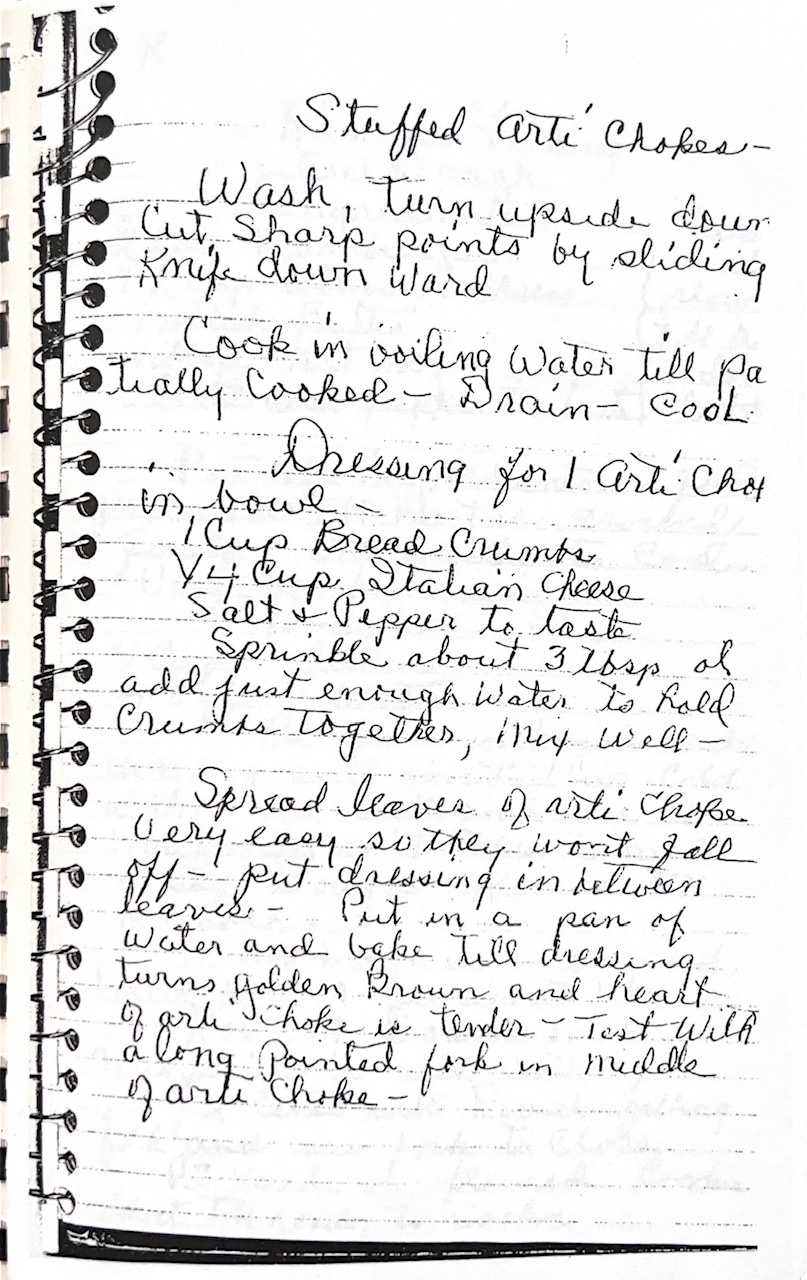 Stuffed Arti Chokes -
Wash, turn upside down
Cut, Sharp points by sliding
Knife down ward
Cook in boiling Water till pa
tially Cooked - Drain - Cool
Dressing for 1 Arti Chok
in bowl -
1 Cup Bread Crumbs
1/4 Cup Italian Cheese
Salt & Pepper to taste
Sprinkle about 3 Tbsp oi
add just enough Water to hold
Crumbs Together, Mix Well -
Spread leaves of arti Choke
Very easy so they wont fall
off - put dressing in between
leaves - Put in a pan of
Water and bake till dressing
turns golden Brown and heart
of arti Choke is tender - Test With
a long Pointed fork in Middle
of arti Choke -